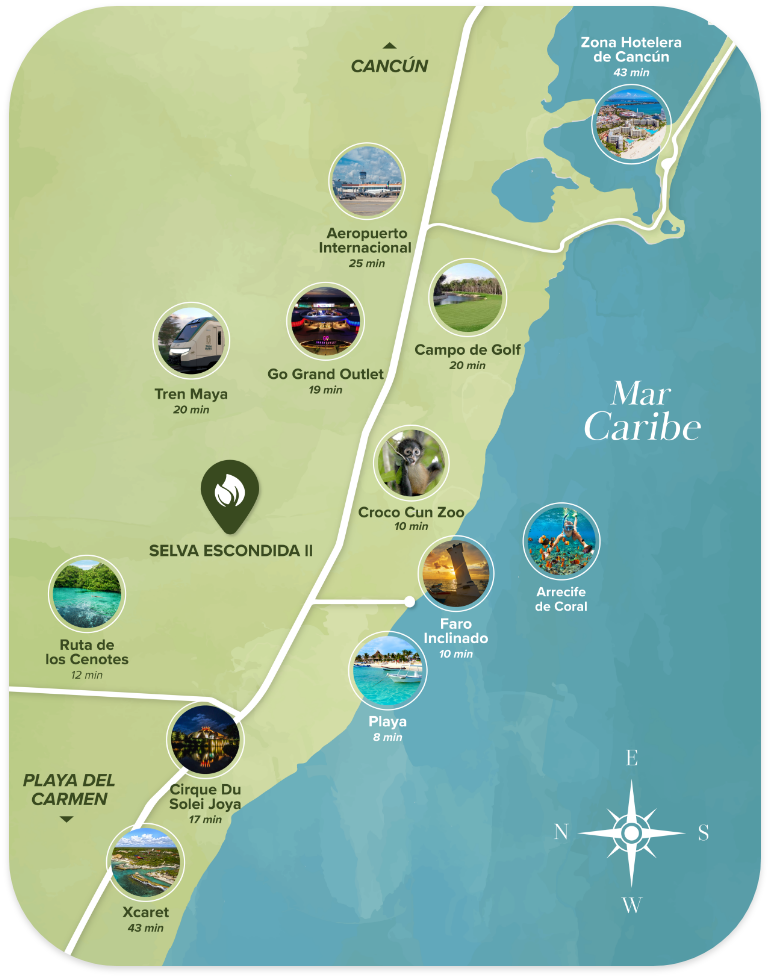 Zona Hotelera
de Cancún
43 min
CANCÚN
Aeropuerto
Internacional
25 min
Campo de Golf
20 min
Go Grand Outlet
19 min
Tren Maya
20 min
Mar
Caribe
Croco Cun Zoo
10 min
SELVA ESCONDIDA II
Arrecife
de Coral
Faro
Inclinado
10 min
Ruta de
los Cenotes
12 min
Playa
8 min
Cirque Du
Solei Joya
17 min
PLAYA DEL
CARMEN
Xcaret
43 min
E
N
S
W